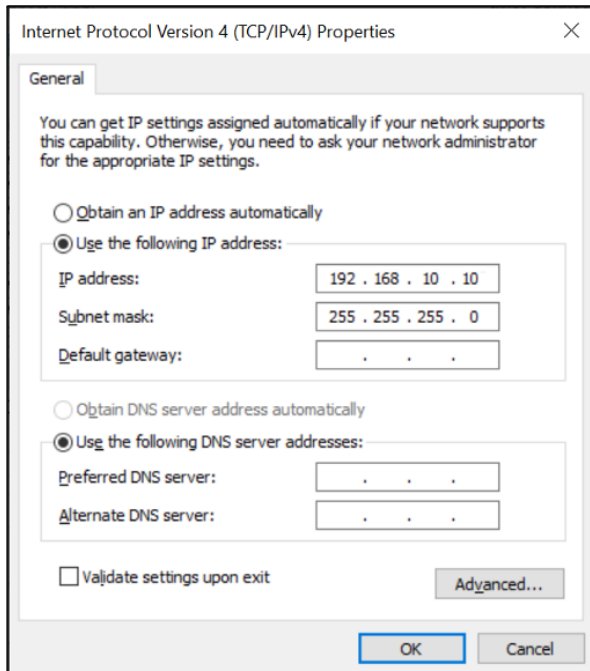 Internet Protocol Version 4 (TCP/IPv4) Properties
General
You can get IP settings assigned automatically if your network supports
this capability. Otherwise, you need to ask your network administrator
for the appropriate IP settings.
Obtain an IP address automatically
Use the following IP address:
IP address: 192 . 168 . 10 . 10
Subnet mask: 255 . 255 . 255 . 0
Default gateway: . . .
Obtain DNS server address automatically
Use the following DNS server addresses:
Preferred DNS server: . . .
Alternate DNS server: . . .
Validate settings upon exit
Advanced...
OK Cancel